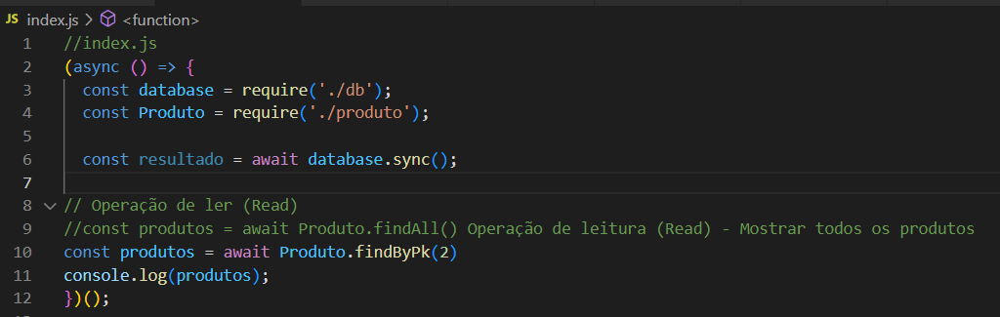 JS index.js > <function>
1 //index.js
2 (async () => {
3 const database = require('./db');
4 const Produto = require('./produto');
5
6 const resultado = await database.sync();
7
8 // Operação de ler (Read)
9 //const produtos = await Produto.findAll() Operação de leitura (Read) - Mostrar todos os produtos
10 const produtos = await Produto.findByPk(2)
11 console.log(produtos);
12 })();